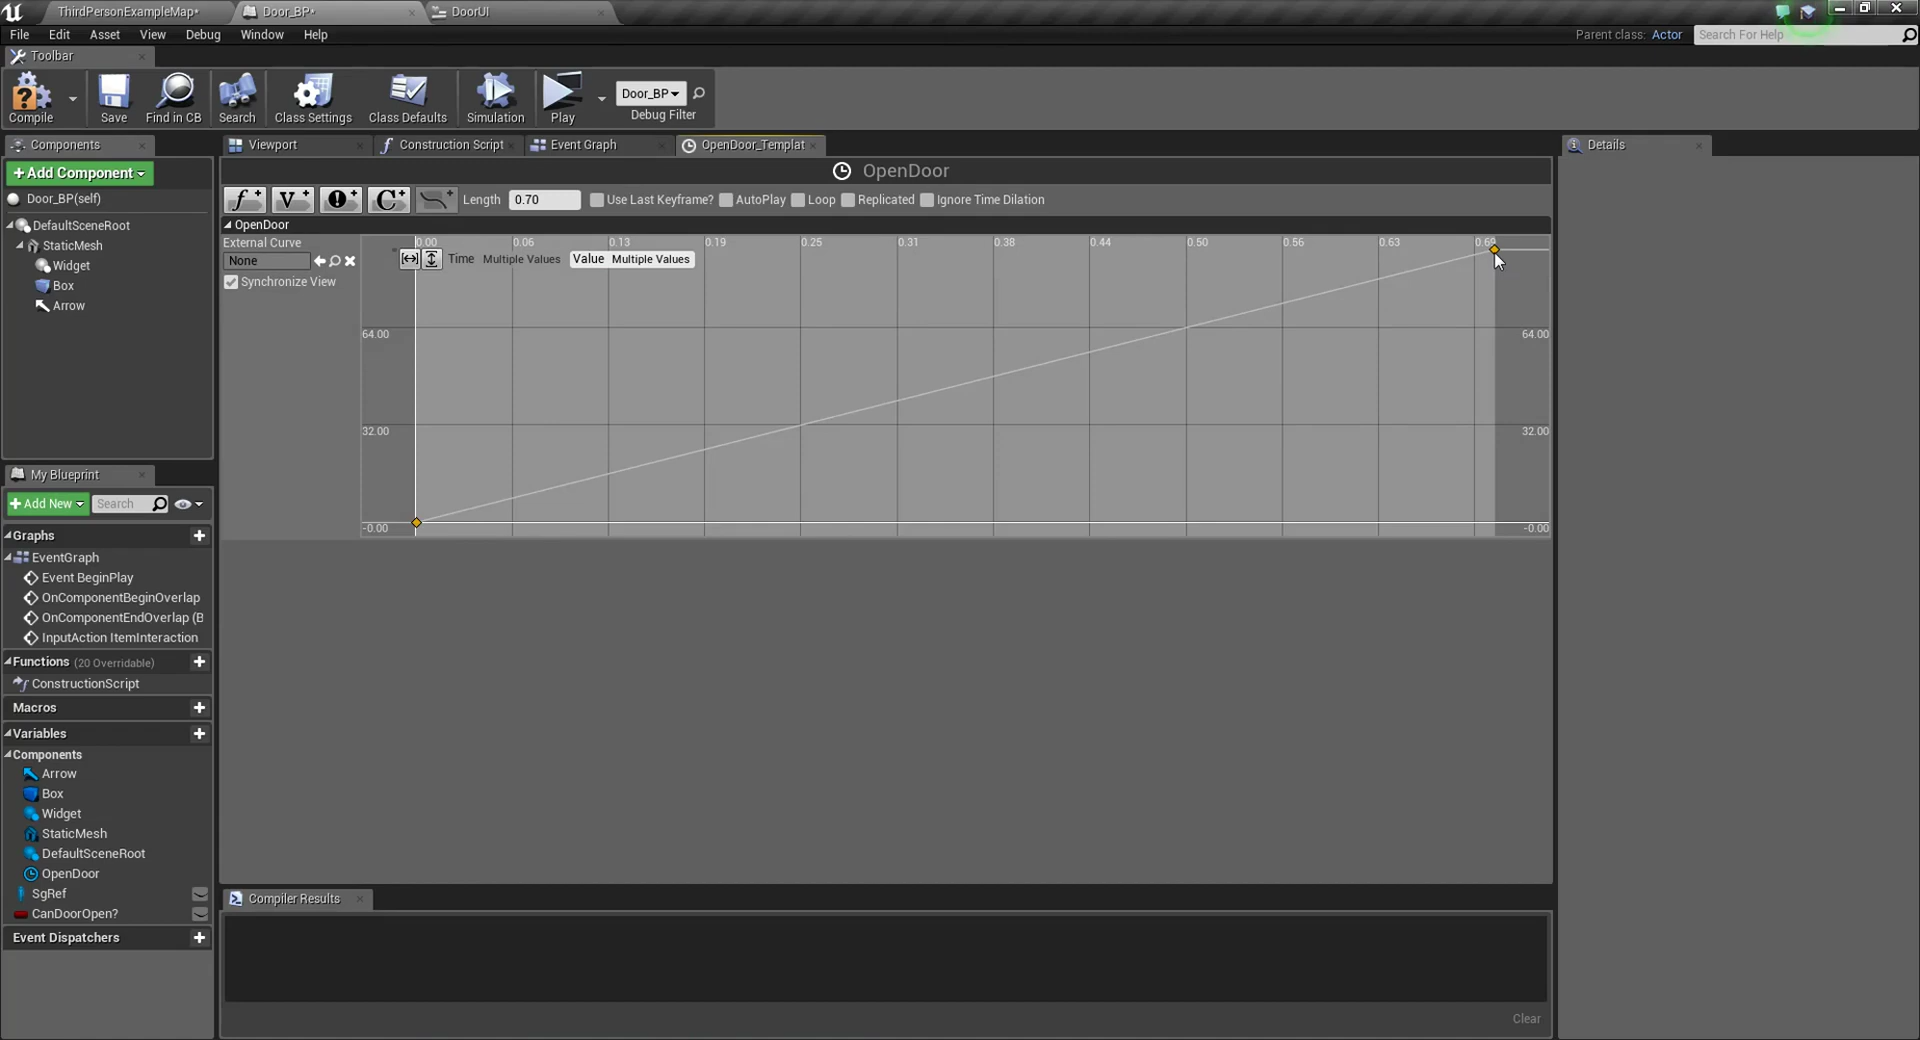 ThirdPersonExampleMap*
Door_BP*
DoorUI
File Edit Asset View Debug Window Help
Parent class: Actor
Search For Help
Toolbar
Compile
Save
Find in CB
Search
Class Settings
Class Defaults
Simulation
Play
Door_BP
Debug Filter
Components
Viewport
Construction Script
Event Graph
OpenDoor_Templat
Details
+Add Component
Door_BP(self)
DefaultSceneRoot
StaticMesh
Widget
Box
Arrow
OpenDoor
Length 0.70 Use Last Keyframe? AutoPlay Loop Replicated Ignore Time Dilation
OpenDoor
External Curve
None
Synchronize View
0.00 0.06 0.13 0.19 0.25 0.31 0.38 0.44 0.50 0.56 0.63
Time Multiple Values Value Multiple Values
64.00 64.00
32.00 32.00
-0.00 -0.00
My Blueprint
+Add New
Search
Graphs
EventGraph
Event BeginPlay
OnComponentBeginOverlap
OnComponentEndOverlap (B
InputAction ItemInteraction
Functions (20 Overridable)
ConstructionScript
Macros
Variables
Components
Arrow
Box
Widget
StaticMesh
DefaultSceneRoot
OpenDoor
SgRef
CanDoorOpen?
Event Dispatchers
Compiler Results
Clear